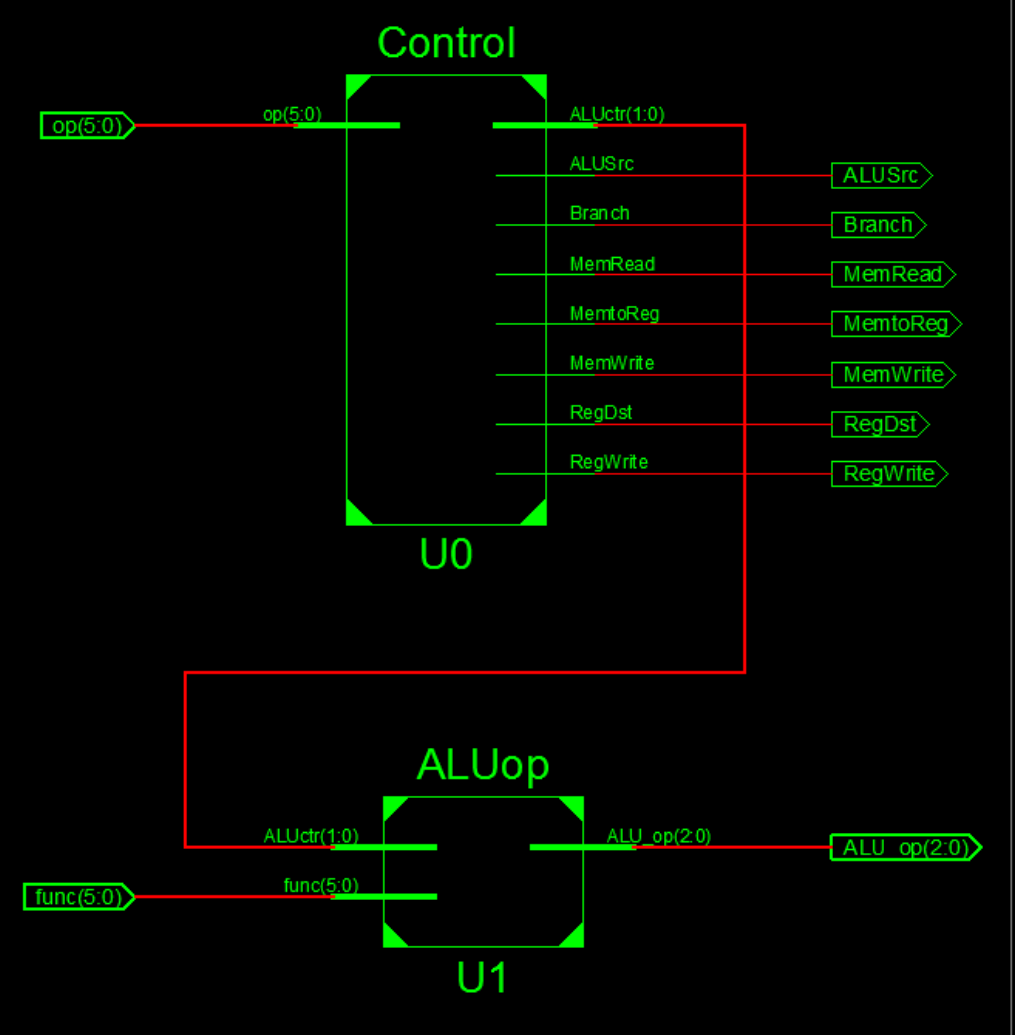 Control
op(5:0)
op(5:0)
ALUctr(1:0)
ALUSrc
ALUSrc
Branch
Branch
MemRead
MemRead
MemtoReg
MemtoReg
MemWrite
MemWrite
RegDst
RegDst
RegWrite
RegWrite
U0
ALUop
ALUctr(1:0)
ALU_op(2:0)
ALU_op(2:0)
func(5:0)
func(5:0)
U1